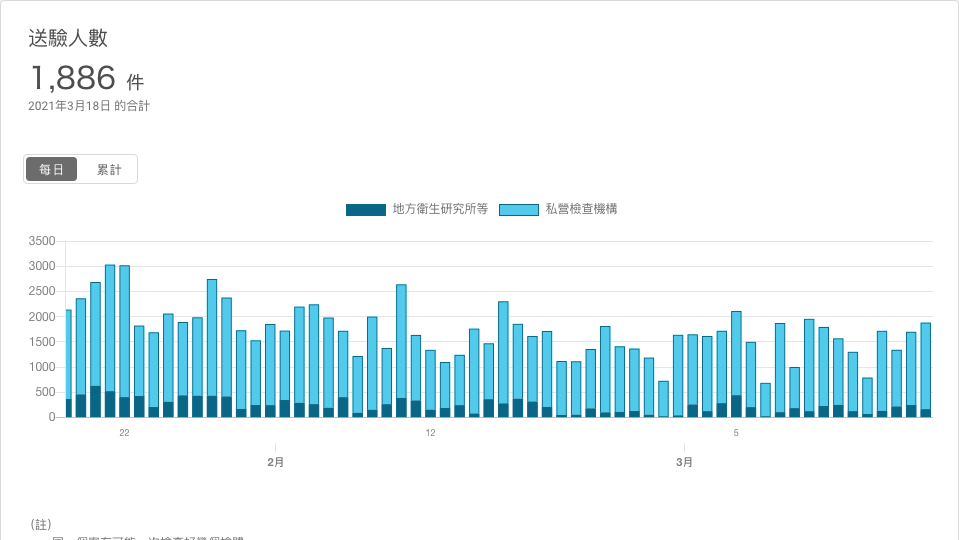 送驗人數
1,886 件
2021年3月18日 的合計
每日 累計
地方衛生研究所等 私營檢查機構
3500
3000
2500
2000
1500
1000
500
0
22 12 5
2月 3月
(註)